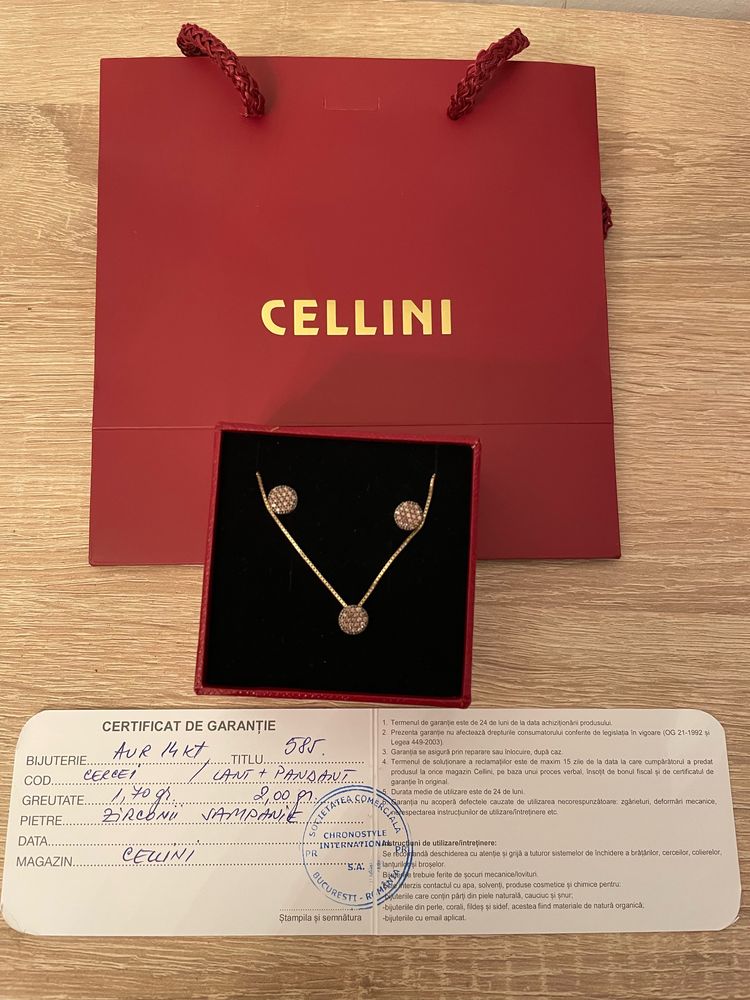 CELLINI
CERTIFICAT DE GARANȚIE
BIJUTERIE AUR 14 kt TITLU 585.
COD CERCEI / LANT + PANDANT
GREUTATE 1,70 gr. 2,00 gr.
PIETRE ZIRCONII SAMPANIE
DATA
MAGAZIN CELLINI
Ștampila și semnătura
SOCIETATEA COMERCIALA
CHRONOSTYLE
INTERNATIONAL
PR PR
S.A.
BUCURESTI - ROMANIA
1. Termenul de garanție este de 24 de luni de la data achiziționării produsului.
2. Prezenta garanție nu afectează drepturile consumatorului conferite de legislația în vigoare (OG 21-1992 și
Legea 449-2003).
3. Garanția se asigură prin reparare sau înlocuire, după caz.
4. Termenul de soluționare a reclamațiilor este de maxim 15 zile de la data la care cumpărătorul a predat
produsul la once magazin Cellini, pe baza unui proces verbal, însoțit de bonul fiscal și de certificatul de
garanție în original.
5. Durata medie de utilizare este de 24 de luni.
Garanția nu acoperă defectele cauzate de utilizarea necorespunzătoare: zgârieturi, deformări mecanice,
nerespectarea instrucțiunilor de utilizare/întreținere etc.
Instrucțiuni de utilizare/întreținere:
Se recomandă deschiderea cu atenție și grijă a tuturor sistemelor de închidere a brățărilor, cerceilor, colierelor,
lanțurilor și broșelor.
Bijuteriile trebuie ferite de șocuri mecanice/lovituri.
Este interzis contactul cu apa, solvenți, produse cosmetice și chimice pentru:
-bijuteriile care conțin părți din piele naturală, cauciuc și șnur;
-bijuteriile din perle, corali, fildeș și sidef, acestea fiind materiale de natură organică;
-bijuteriile cu email aplicat.